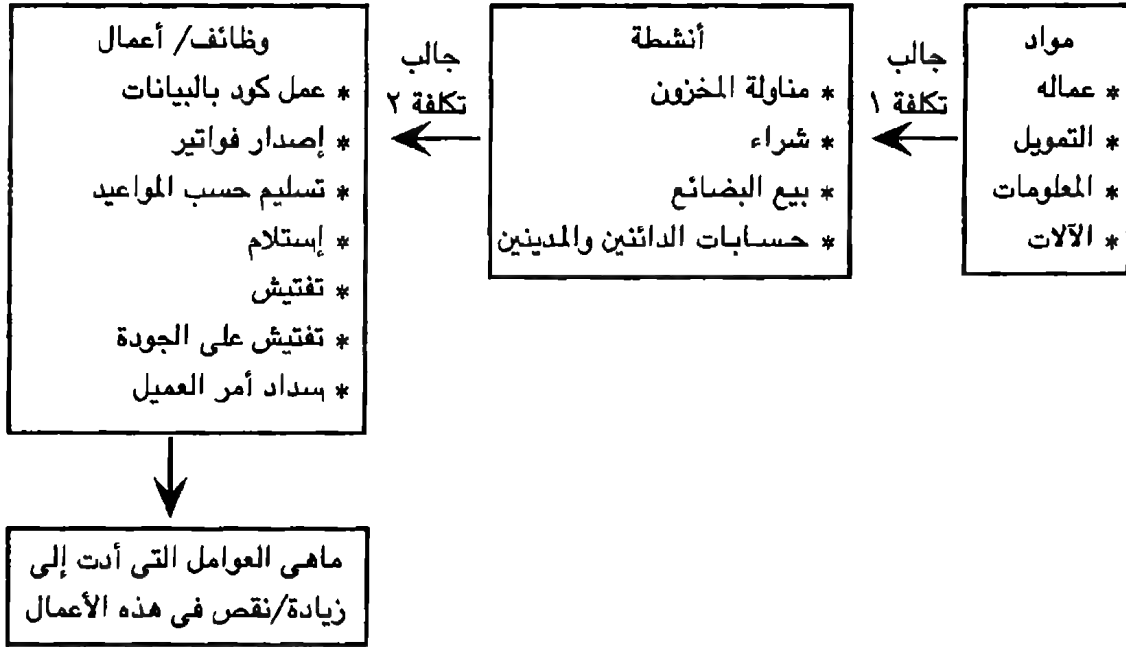 مواد
* عماله
* التمويل
* المعلومات
* الآلات
جالب
تكلفة ١
أنشطة
* مناولة المخزون
* شراء
* بيع البضائع
* حسابات الدائنين والمدينين
جالب
تكلفة ٢
وظائف/ أعمال
* عمل كود بالبيانات
* إصدار فواتير
* تسليم حسب المواعيد
* إستلام
* تفتيش
* تفتيش على الجودة
* سداد أمر العميل
ماهى العوامل التى أدت إلى
زيادة/نقص فى هذه الأعمال